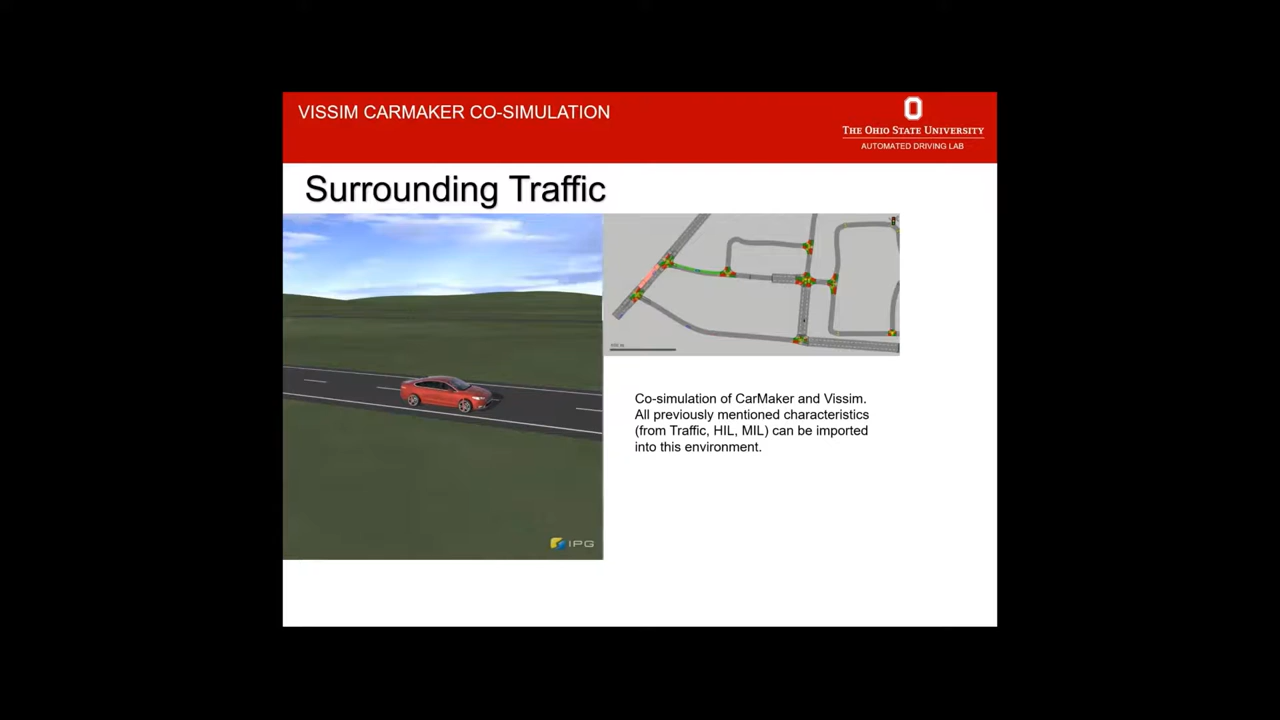 VISSIM CARMAKER CO-SIMULATION
O
THE OHIO STATE UNIVERSITY
AUTOMATED DRIVING LAB
Surrounding Traffic
Co-simulation of CarMaker and Vissim.
All previously mentioned characteristics
(from Traffic, HIL, MIL) can be imported
into this environment.
IPG